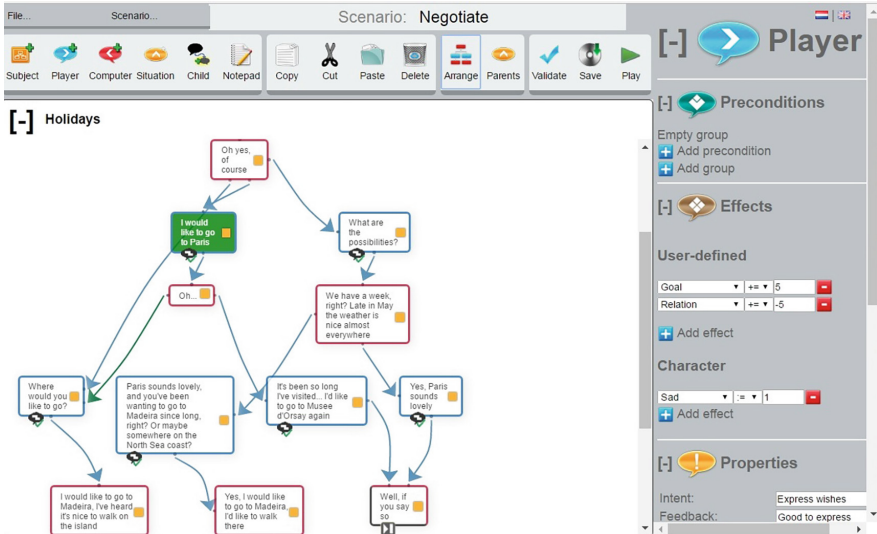 File...
Scenario...
Scenario: Negotiate
Subject
Player
Computer
Situation
Child
Notepad
Copy
Cut
Paste
Delete
Arrange
Parents
Validate
Save
Play
[-] Holidays
Oh yes,
of
course
I would
like to go
to Paris
What are
the
possibilities?
Oh...
We have a week,
right? Late in May
the weather is
nice almost
everywhere
Where
would you
like to go?
Paris sounds lovely,
and you've been
wanting to go to
Madeira since long,
right? Or maybe
somewhere on the
North Sea coast?
It's been so long
I've visited... I'd like
to go to Musee
d'Orsay again
Yes, Paris
sounds
lovely
I would like to go to
Madeira, I've heard
it's nice to walk on
the island
Yes, I would like
to go to Madeira,
I'd like to walk
there
Well, if
you say
so
[-] Player
[-] Preconditions
Empty group
Add precondition
Add group
[-] Effects
User-defined
Goal += 5
Relation += -5
Add effect
Character
Sad := 1
Add effect
[-] Properties
Intent: Express wishes
Feedback: Good to express